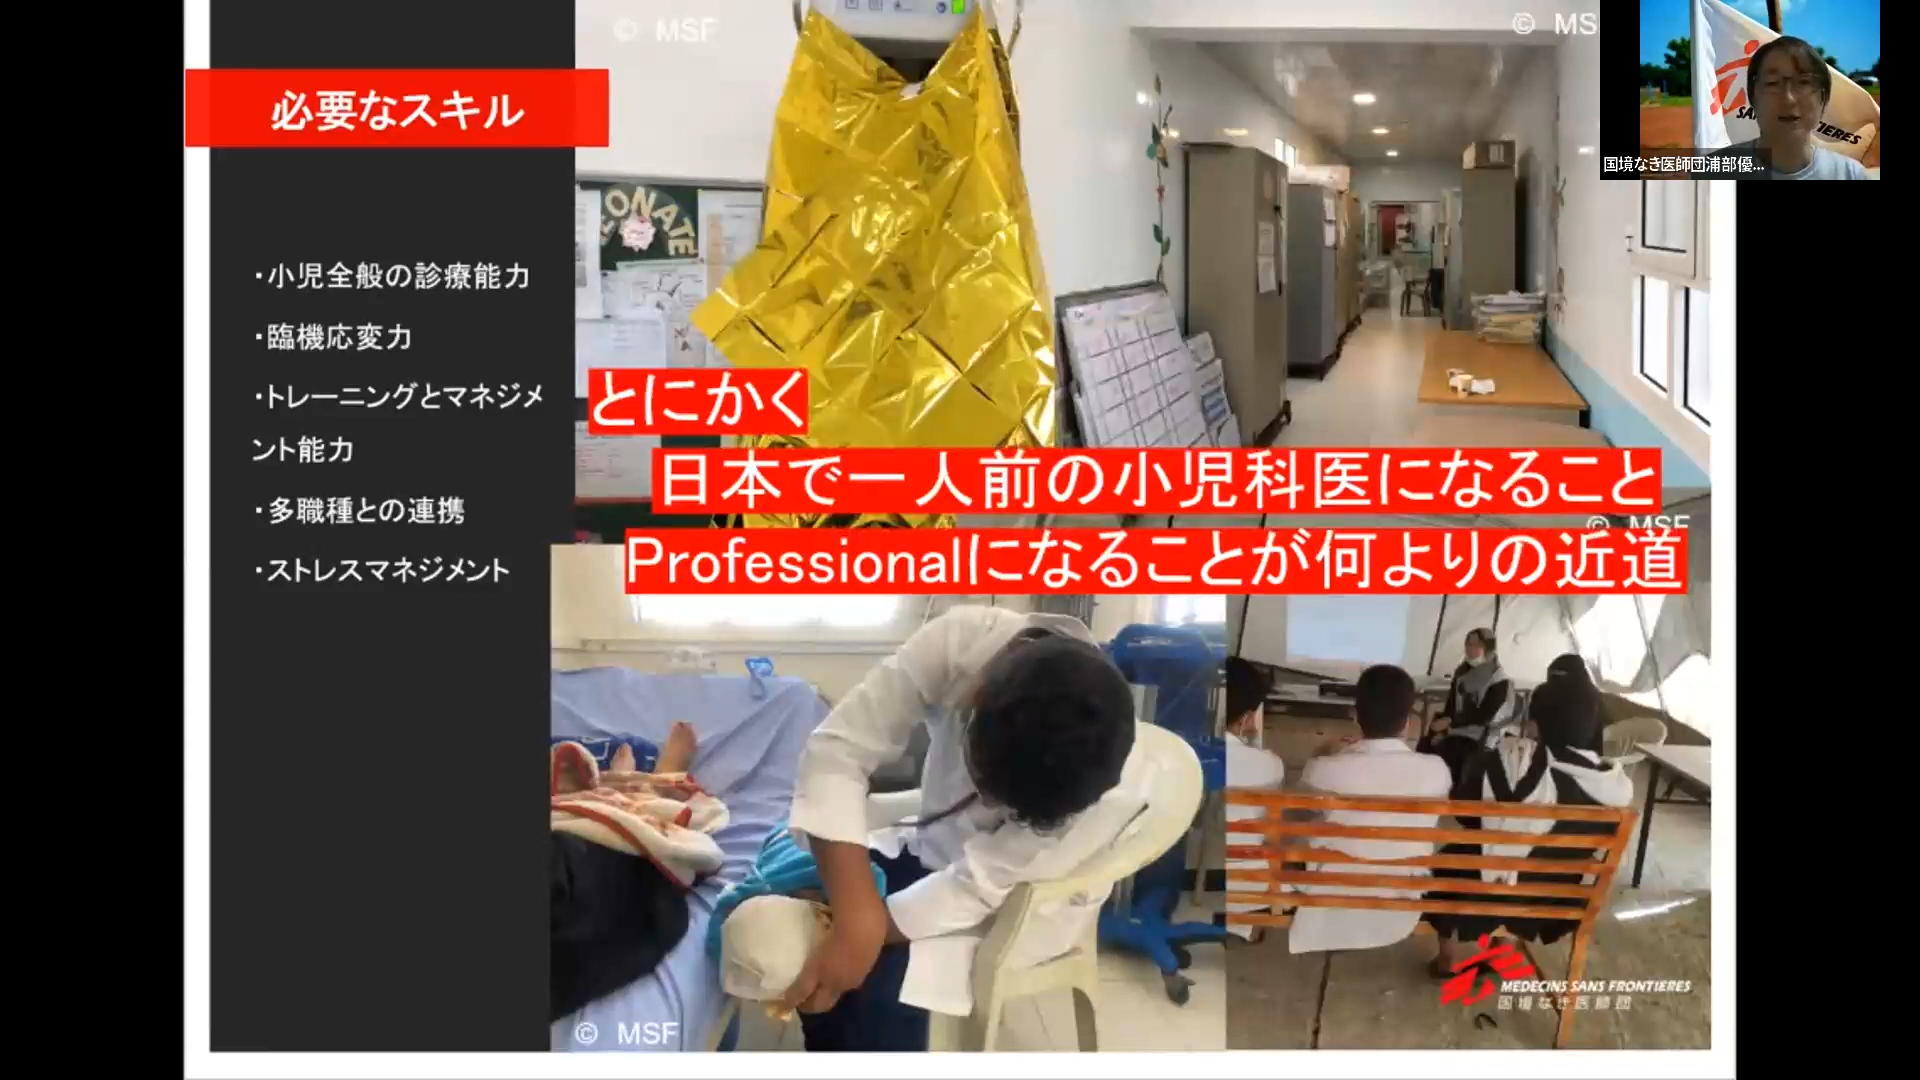 © MSF
© MS
国境なき医師団浦部優...
必要なスキル
・小児全般の診療能力
・臨機応変力
・トレーニングとマネジメ
ント能力
・多職種との連携
・ストレスマネジメント
とにかく
日本で一人前の小児科医になること
© MSF
Professionalになることが何よりの近道
© MSF
MEDECINS SANS FRONTIERES
国境なき医師団